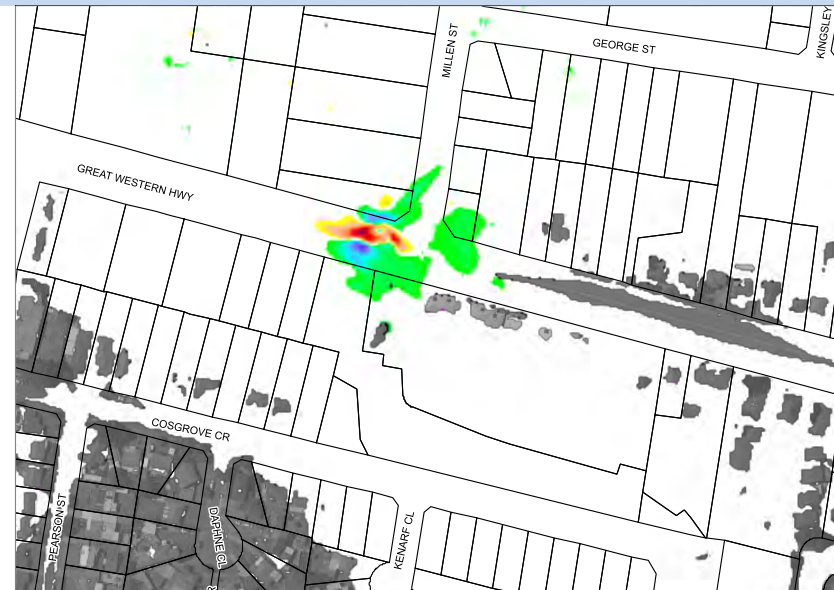 MILLEN ST
GEORGE ST
KINGSLEY
GREAT WESTERN HWY
COSGROVE CR
PEARSON ST
DAPHNE CL
KENARF CL